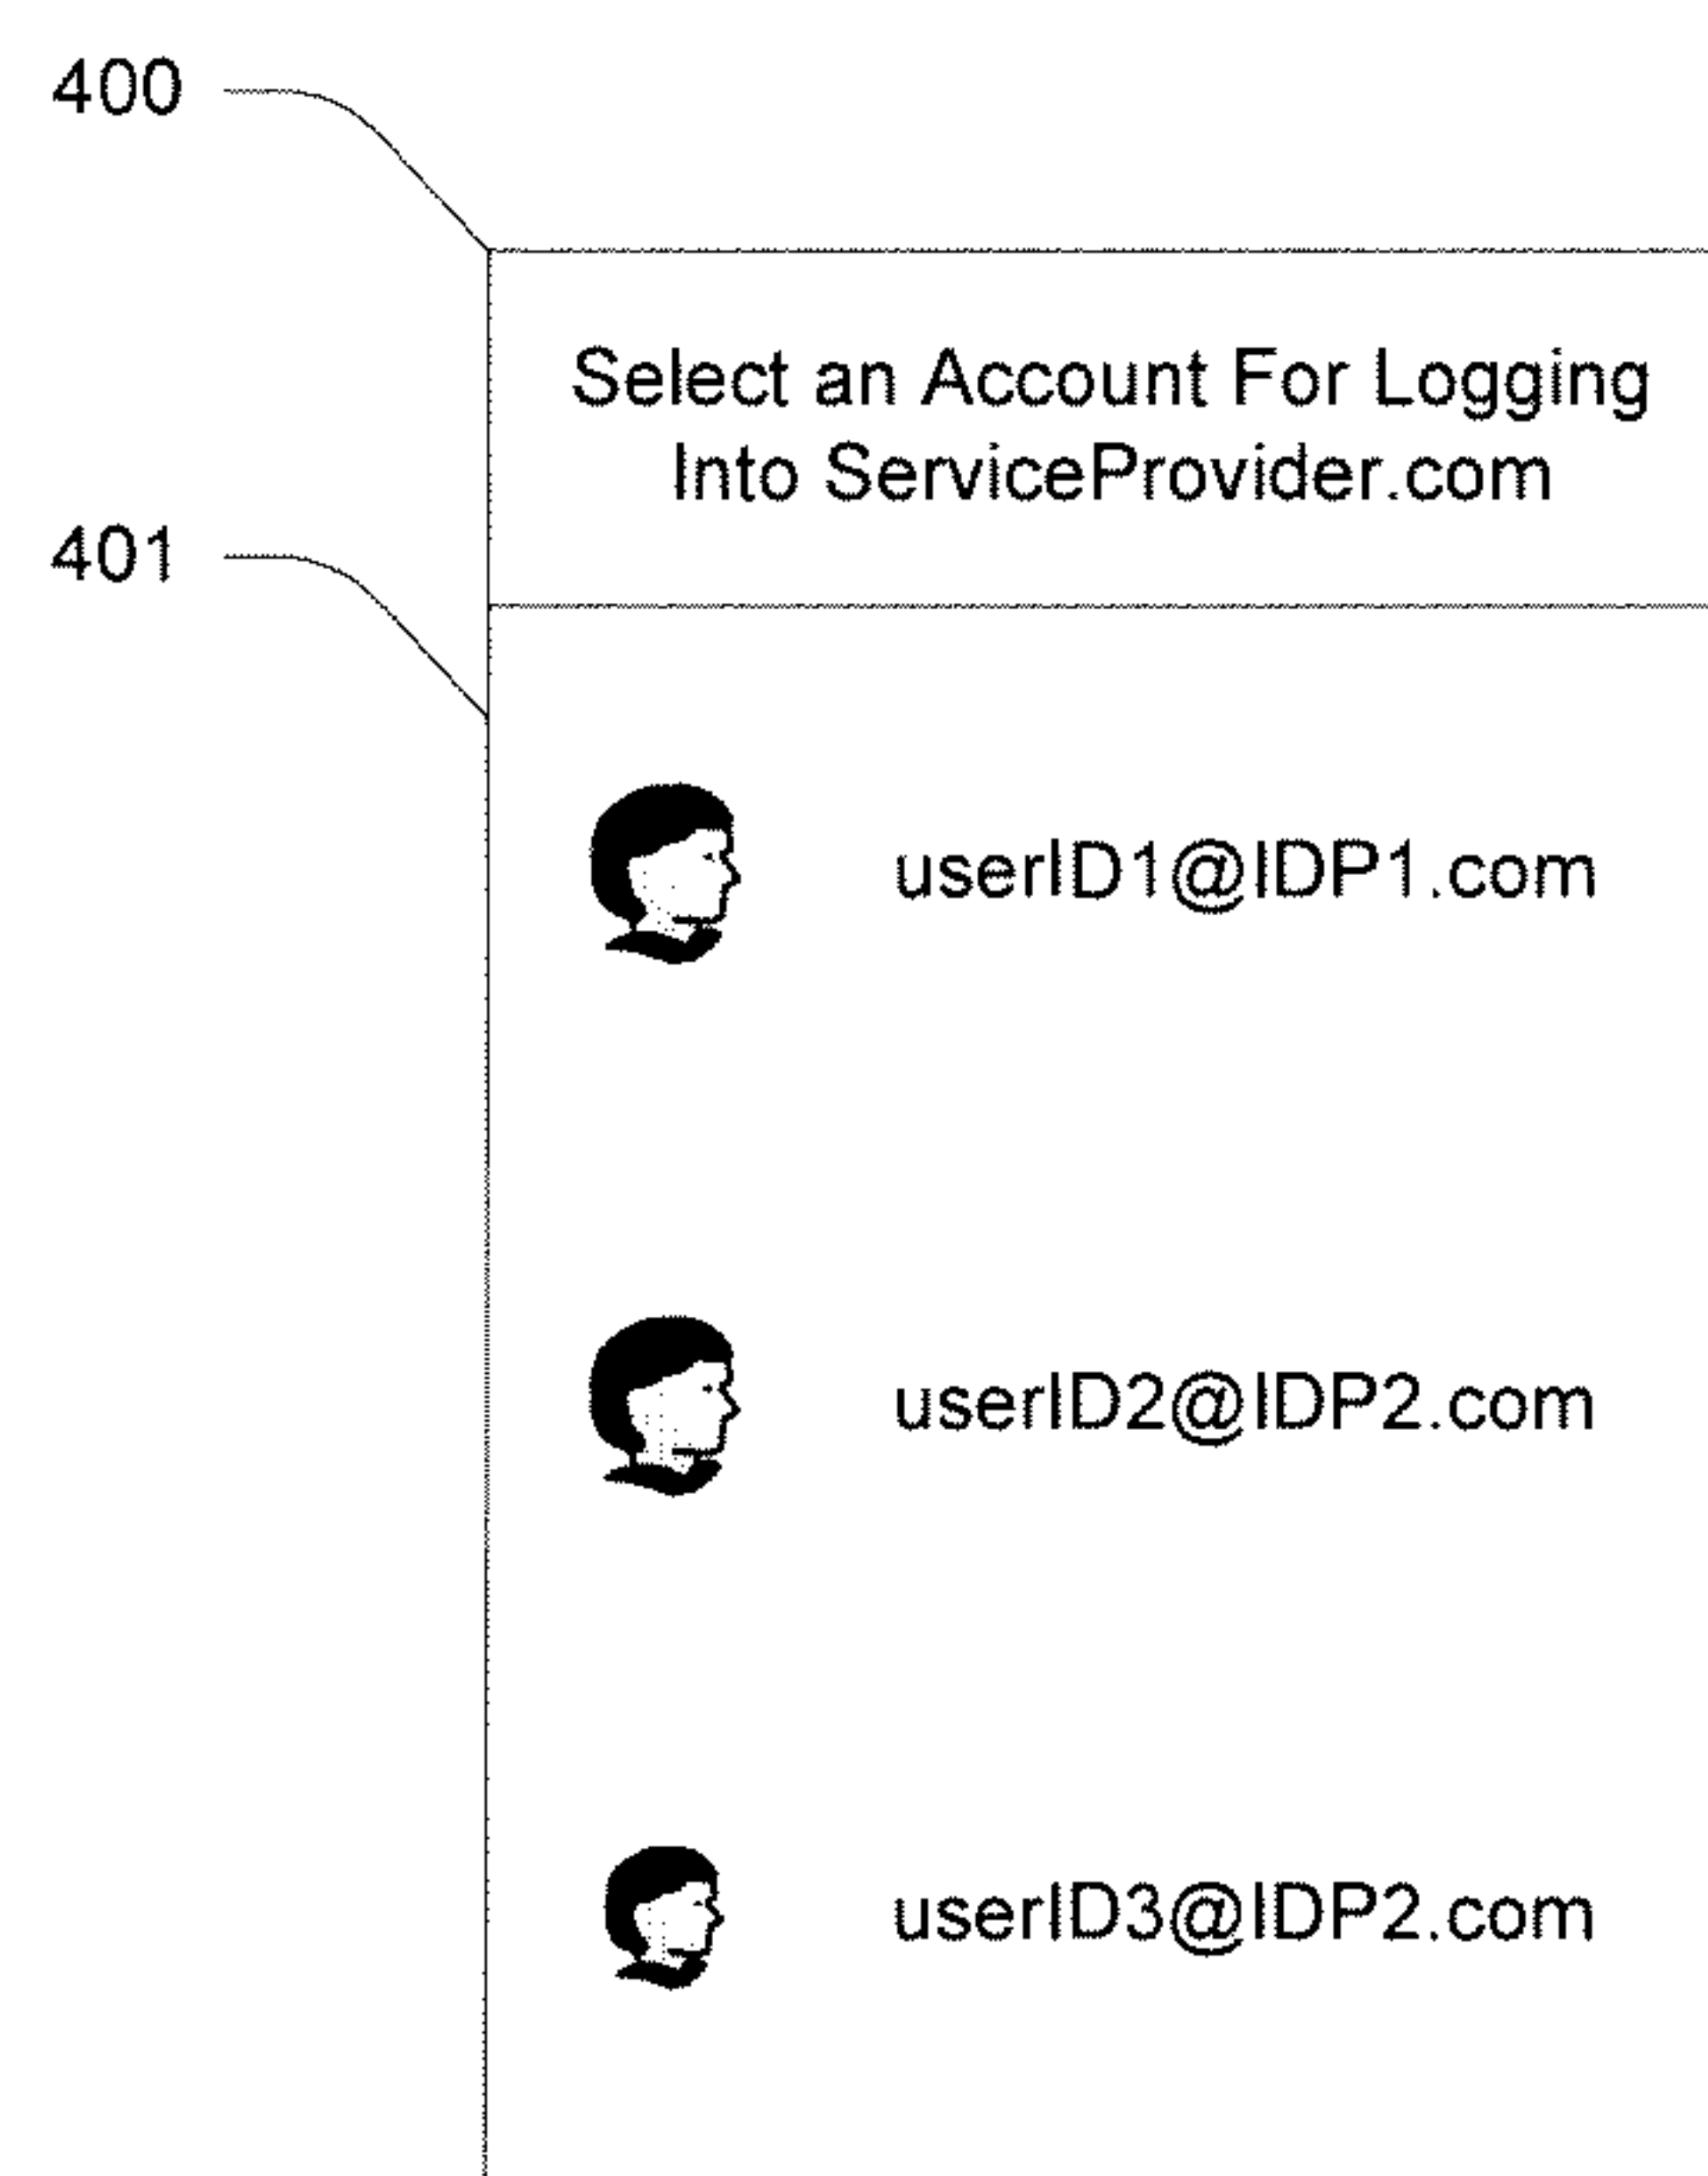 400
Select an Account For Logging
Into ServiceProvider.com
401
userID1@IDP1.com
userID2@IDP2.com
userID3@IDP2.com